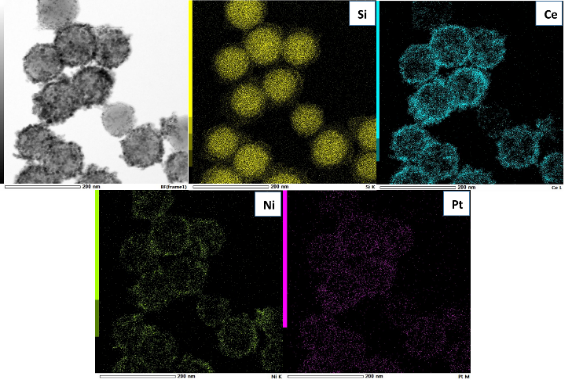 Si
Ce
200 nm
BF(Frame1)
200 nm
Si K
200 nm
Ce L
Ni
Pt
200 nm
Ni K
200 nm
Pt M